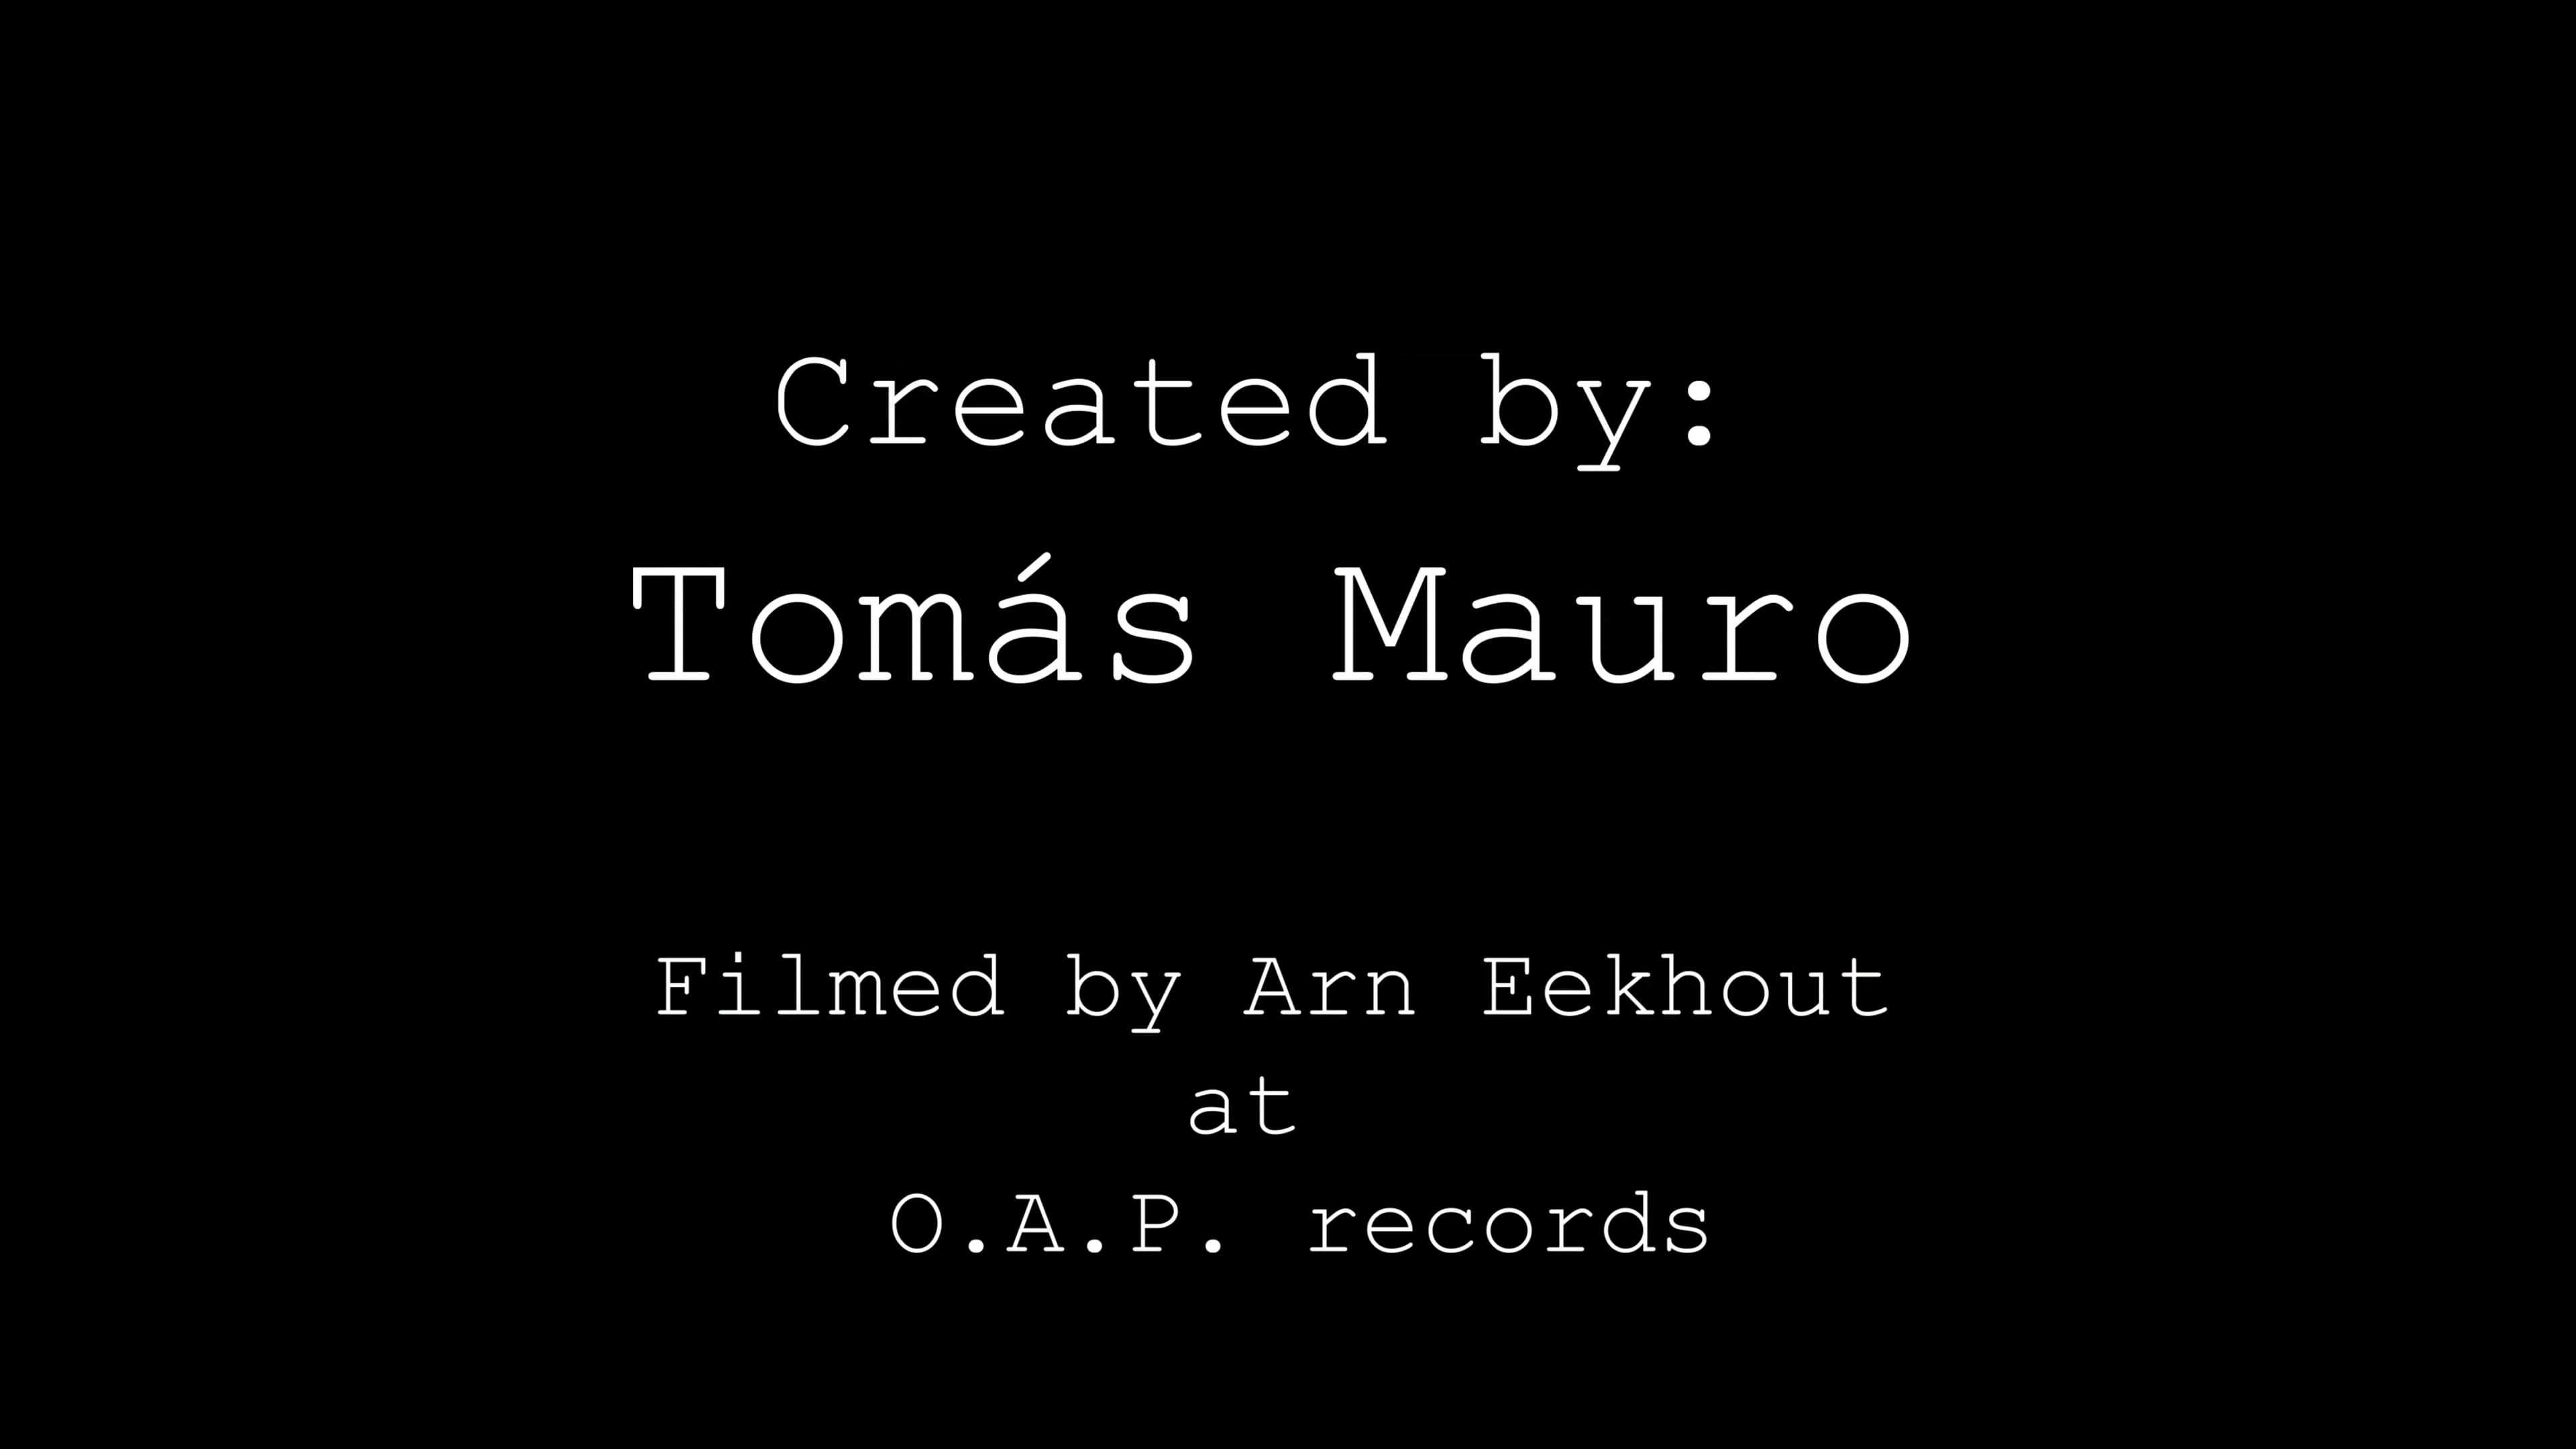 Created by:
Tomás Mauro
Filmed by Arn Eekhout
at
O.A.P. records